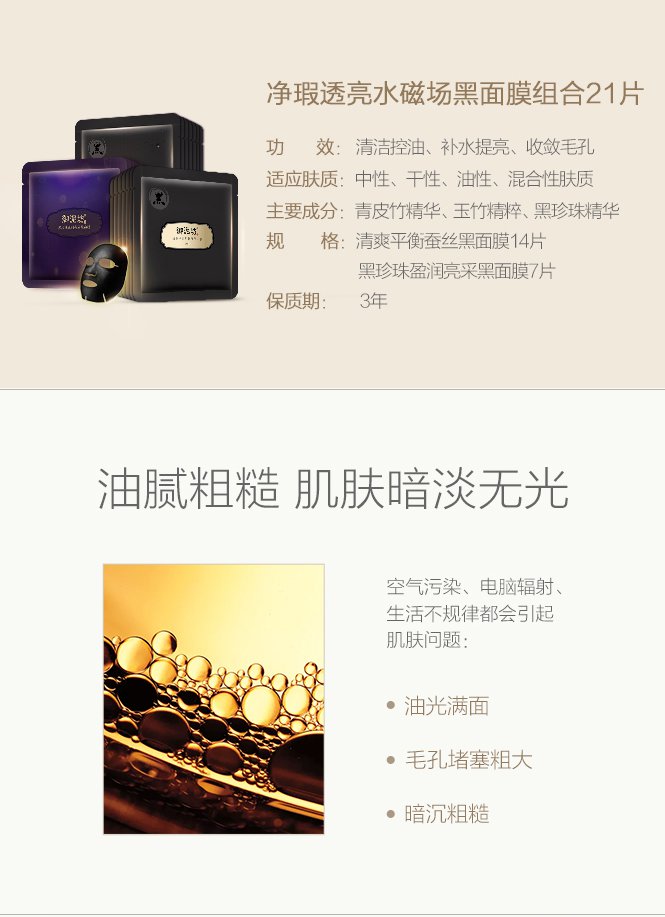 净瑕透亮水磁场黑面膜组合21片
功 效：清洁控油、补水提亮、收敛毛孔
适应肤质：中性、干性、油性、混合性肤质
主要成分：青皮竹精华、玉竹精粹、黑珍珠精华
规 格：清爽平衡蚕丝黑面膜14片
黑珍珠盈润亮采黑面膜7片
保质期： 3年
御泥坊
御泥坊
油腻粗糙 肌肤暗淡无光
空气污染、电脑辐射、
生活不规律都会引起
肌肤问题：
• 油光满面
• 毛孔堵塞粗大
• 暗沉粗糙